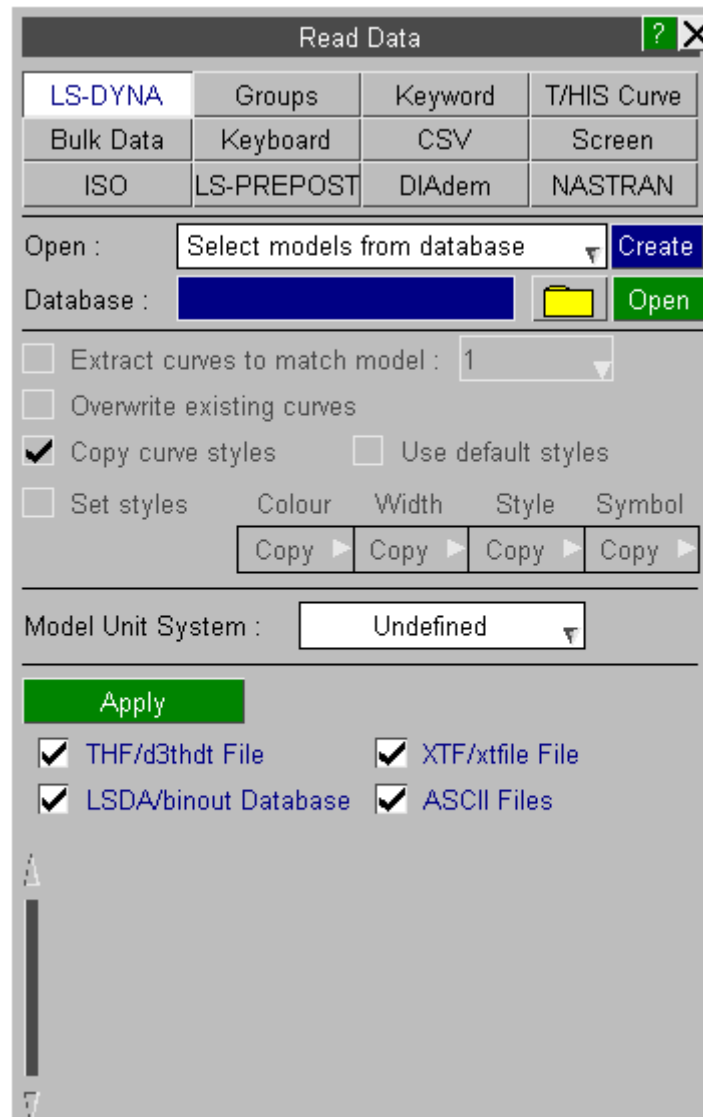 Read Data ?
LS-DYNA Groups Keyword T/HIS Curve
Bulk Data Keyboard CSV Screen
ISO LS-PREPOST DIAdem NASTRAN
Open : Select models from database Create
Database : Open
Extract curves to match model : 1
Overwrite existing curves
Copy curve styles Use default styles
Set styles Colour Width Style Symbol
Copy Copy Copy Copy
Model Unit System : Undefined
Apply
THF/d3thdt File XTF/xtfile File
LSDA/binout Database ASCII Files